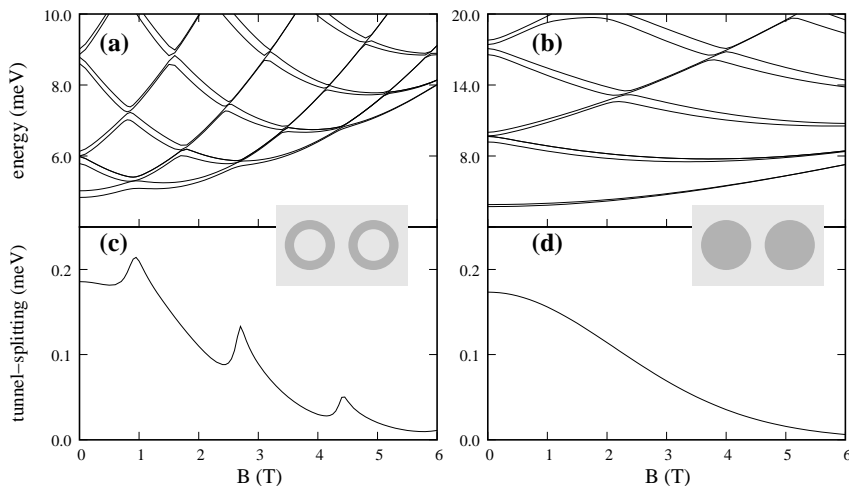 10.0 20.0
(a) (b)
8.0 14.0
6.0 8.0
energy (meV)
(c) (d)
0.2 0.2
0.1 0.1
0.0 0.0
tunnel−splitting (meV)
0 1 2 3 4 5 6 0 1 2 3 4 5 6
B (T) B (T)